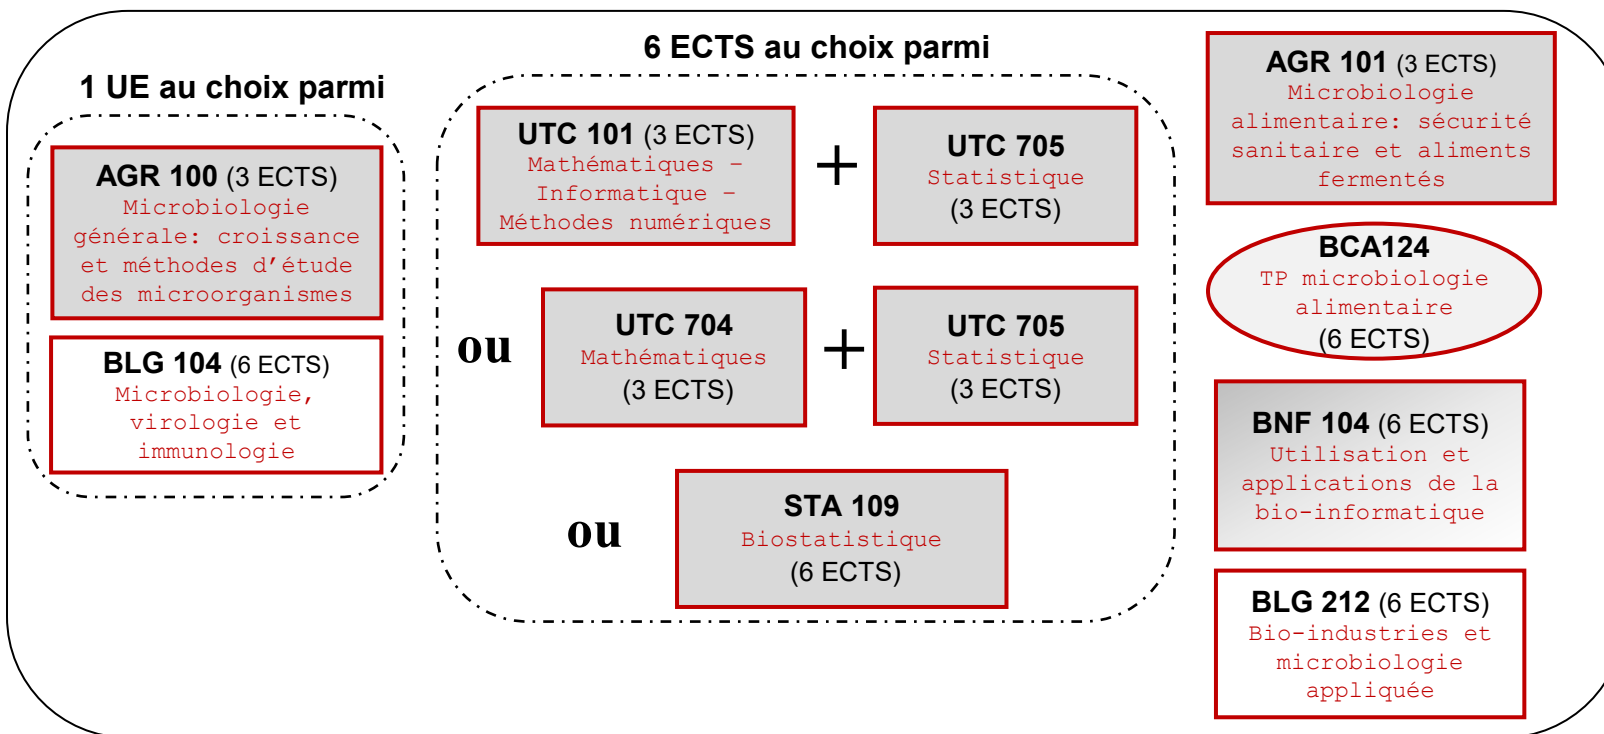 1 UE au choix parmi
AGR 100 (3 ECTS)
Microbiologie
générale: croissance
et méthodes d’étude
des microorganismes
BLG 104 (6 ECTS)
Microbiologie,
virologie et
immunologie
6 ECTS au choix parmi
UTC 101 (3 ECTS)
Mathématiques –
Informatique –
Méthodes numériques
+
UTC 705
Statistique
(3 ECTS)
ou
UTC 704
Mathématiques
(3 ECTS)
+
UTC 705
Statistique
(3 ECTS)
ou
STA 109
Biostatistique
(6 ECTS)
AGR 101 (3 ECTS)
Microbiologie
alimentaire: sécurité
sanitaire et aliments
fermentés
BCA124
TP microbiologie
alimentaire
(6 ECTS)
BNF 104 (6 ECTS)
Utilisation et
applications de la
bio-informatique
BLG 212 (6 ECTS)
Bio-industries et
microbiologie
appliquée